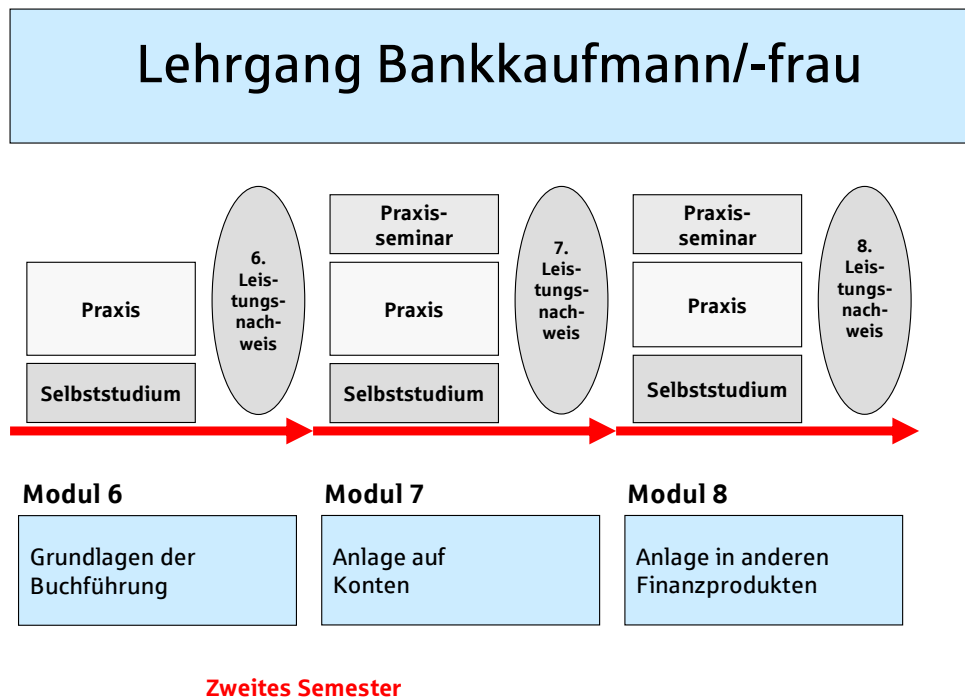 Lehrgang Bankkaufmann/-frau
Praxis
Selbststudium
6.
Leis-
tungs-
nach-
weis
Praxis-
seminar
Praxis
Selbststudium
7.
Leis-
tungs-
nach-
weis
Praxis-
seminar
Praxis
Selbststudium
8.
Leis-
tungs-
nach-
weis
Modul 6
Grundlagen der
Buchführung
Modul 7
Anlage auf
Konten
Modul 8
Anlage in anderen
Finanzprodukten
Zweites Semester